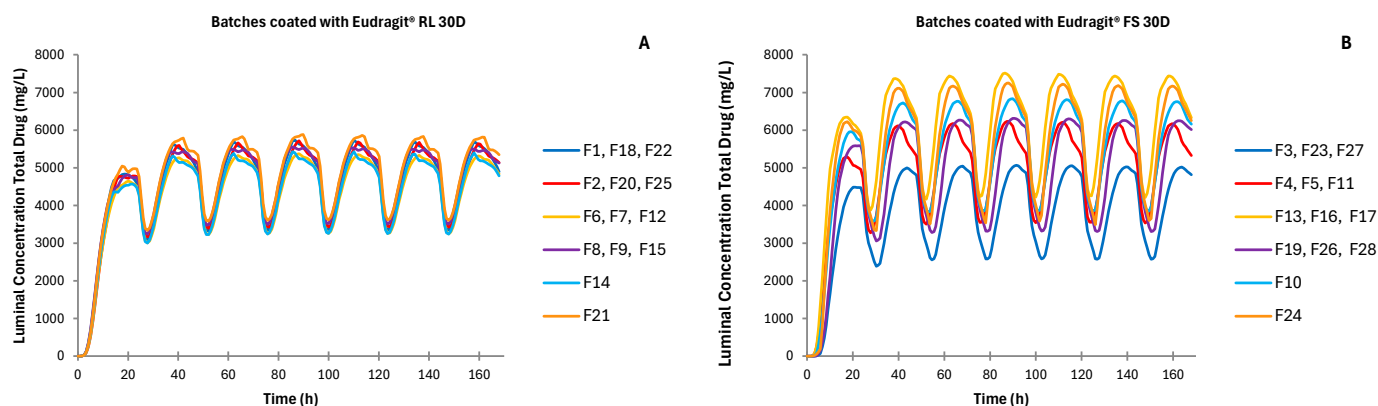 Batches coated with Eudragit® RL 30D
A
Luminal Concentration Total Drug (mg/L)
8000
7000
6000
5000
4000
3000
2000
1000
0
0 20 40 60 80 100 120 140 160
Time (h)
F1, F18, F22
F2, F20, F25
F6, F7, F12
F8, F9, F15
F14
F21
Batches coated with Eudragit® FS 30D
B
Luminal Concentration Total Drug (mg/L)
8000
7000
6000
5000
4000
3000
2000
1000
0
0 20 40 60 80 100 120 140 160
Time (h)
F3, F23, F27
F4, F5, F11
F13, F16, F17
F19, F26, F28
F10
F24